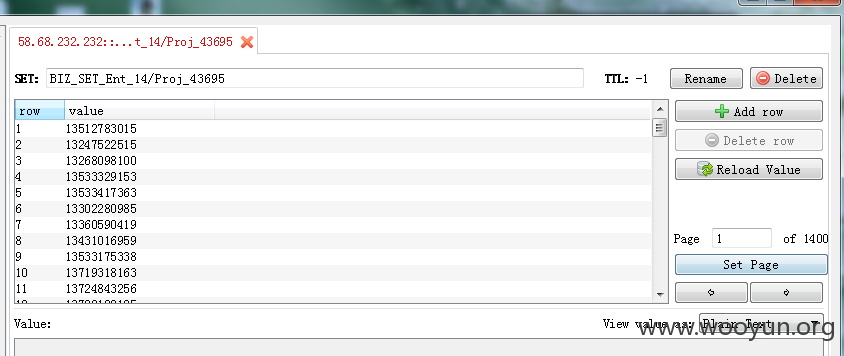 58.68.232.232::...t_14/Proj_43695
SET: BIZ_SET_Ent_14/Proj_43695 TTL: -1 Rename Delete
row value
1 13512783015
2 13247522515
3 13268098100
4 13533329153
5 13533417363
6 13302280985
7 13360590419
8 13431016959
9 13533175338
10 13719318163
11 13724843256
Add row
Delete row
Reload Value
Page 1 of 1400
Set Page
Value: View value as: Plain Text
www.wooyun.org